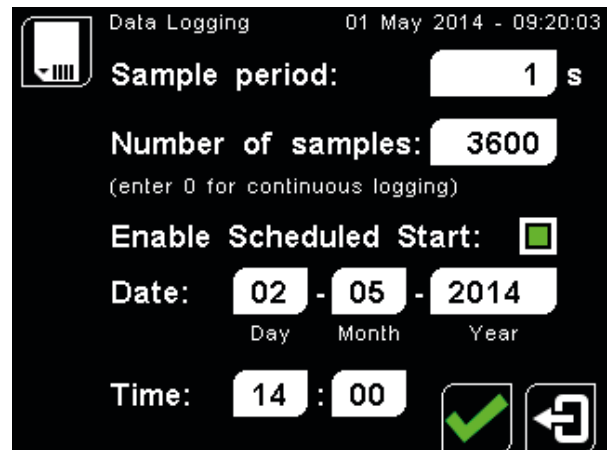 Data Logging 01 May 2014 - 09:20:03
Sample period: 1 s
Number of samples: 3600
(enter 0 for continuous logging)
Enable Scheduled Start:
Date: 02 - 05 - 2014
Day Month Year
Time: 14 : 00